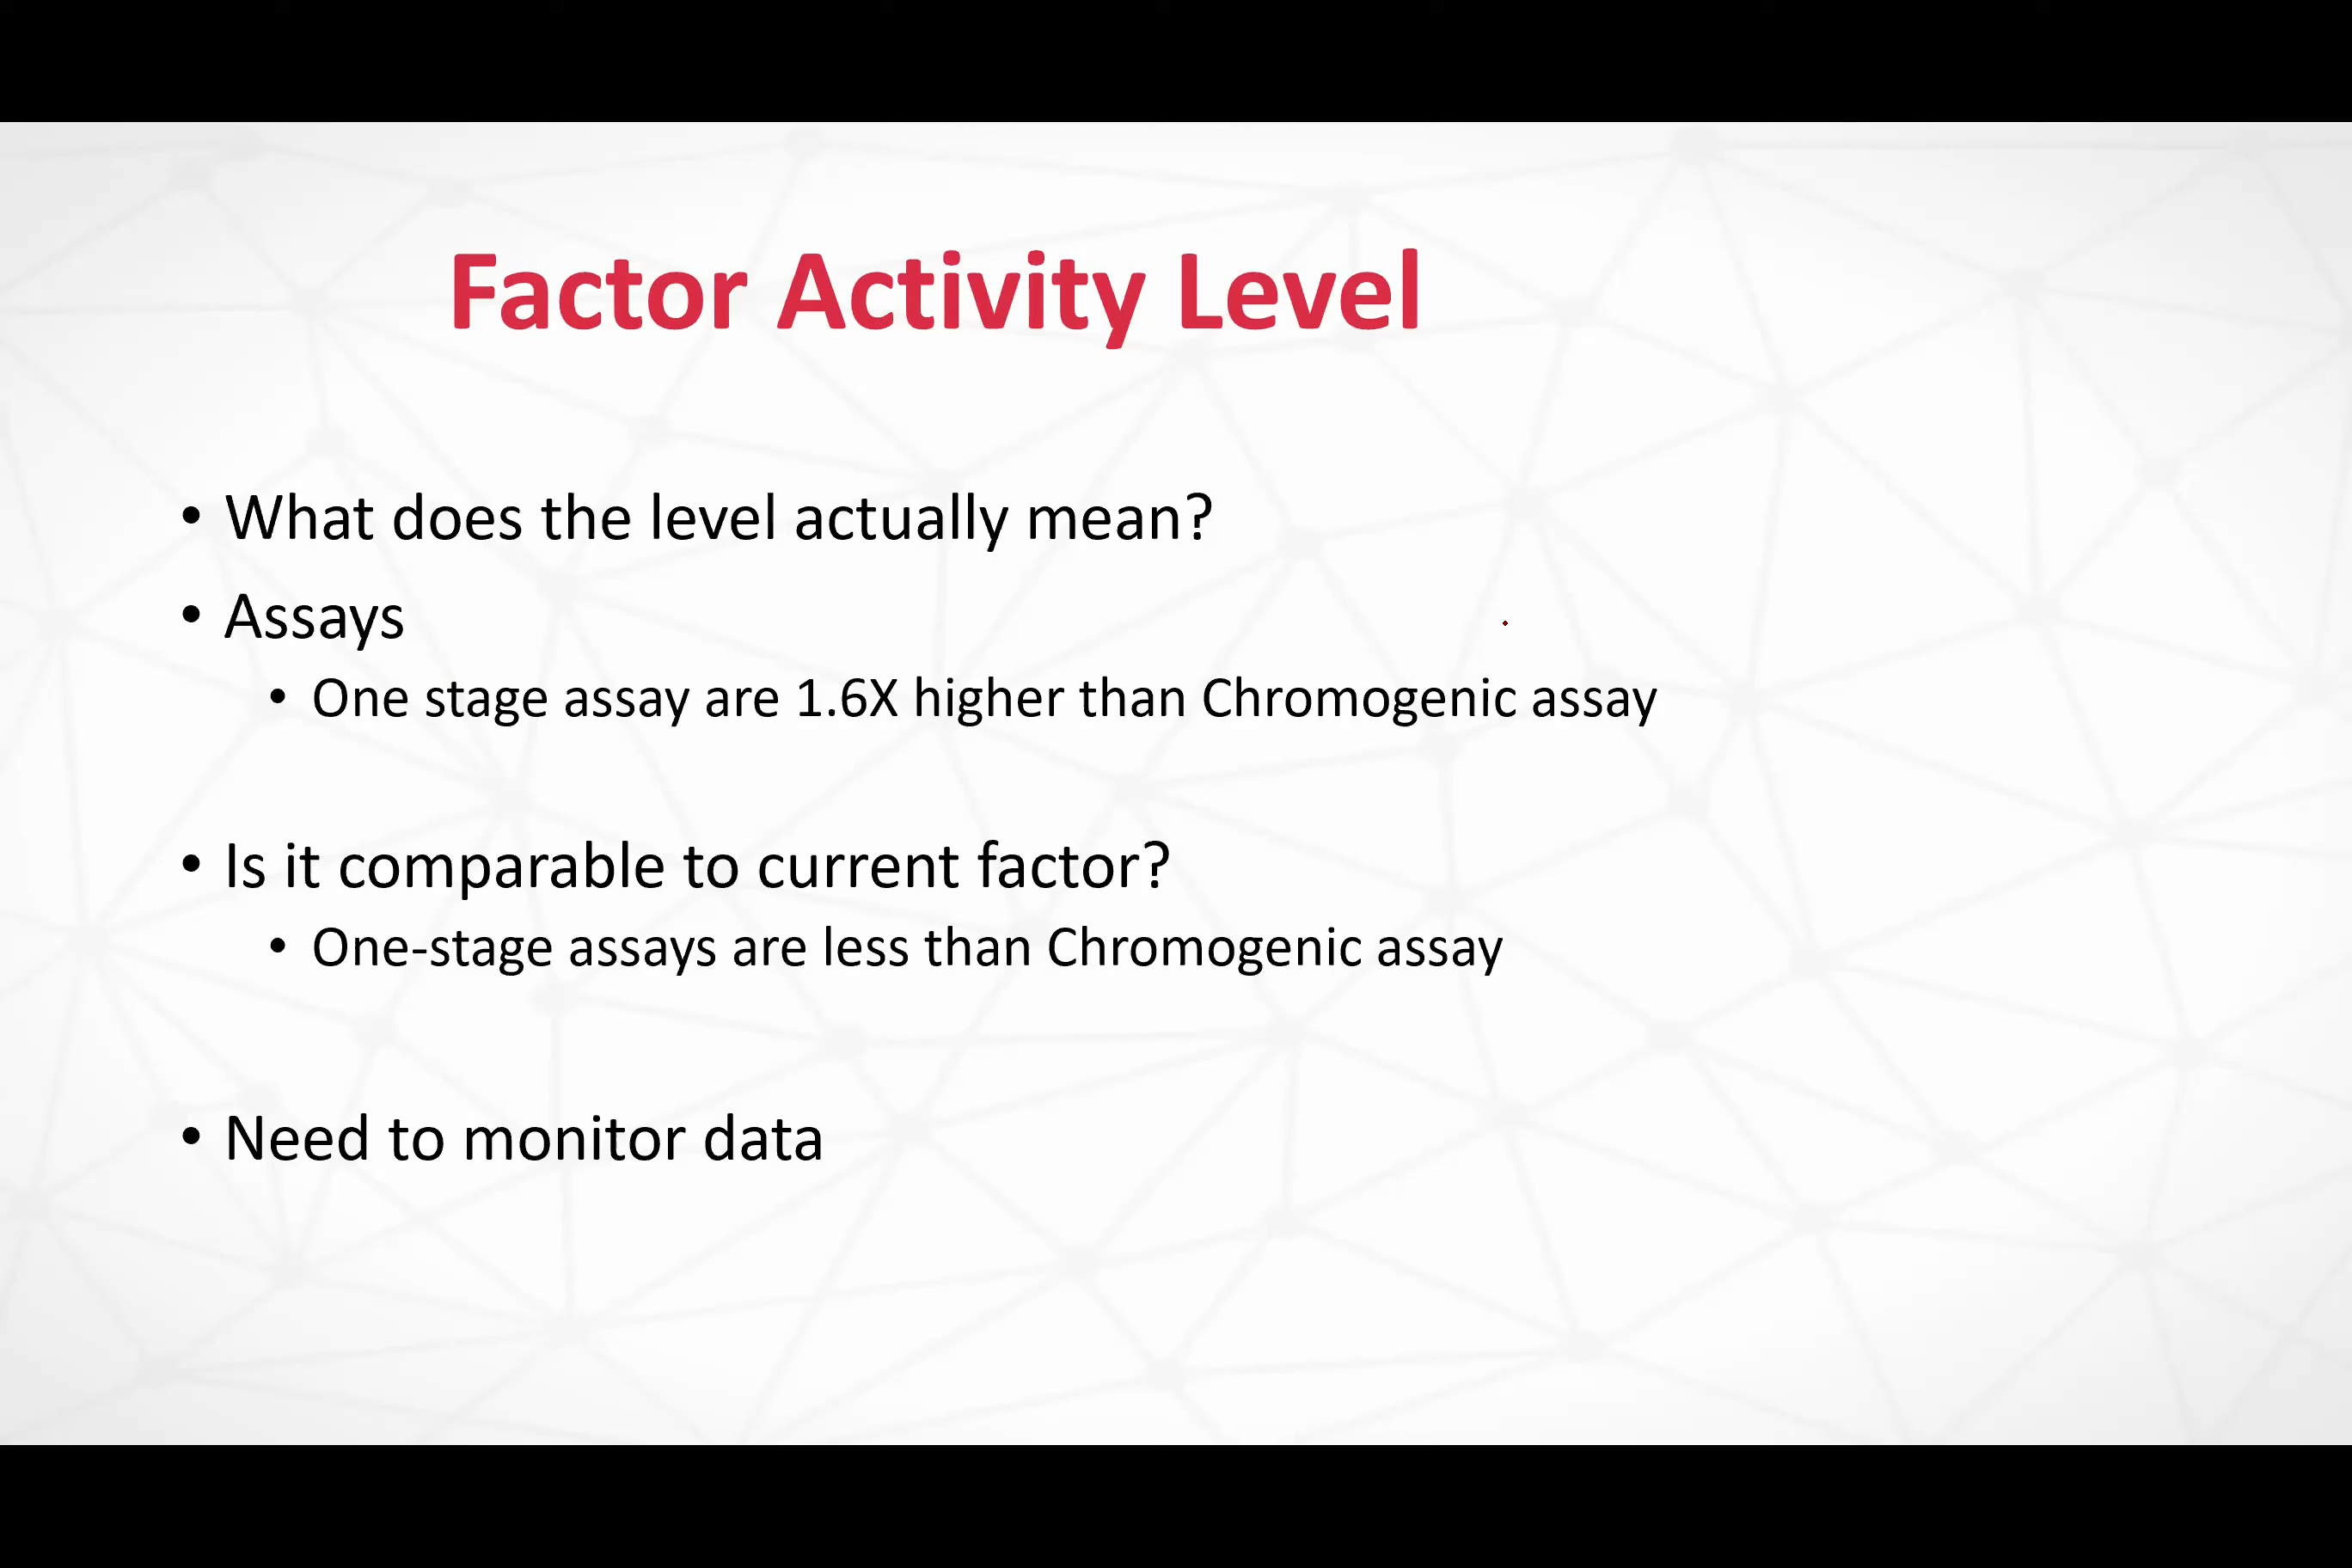 Factor Activity Level
• What does the level actually mean?
• Assays
• One stage assay are 1.6X higher than Chromogenic assay
• Is it comparable to current factor?
• One-stage assays are less than Chromogenic assay
• Need to monitor data